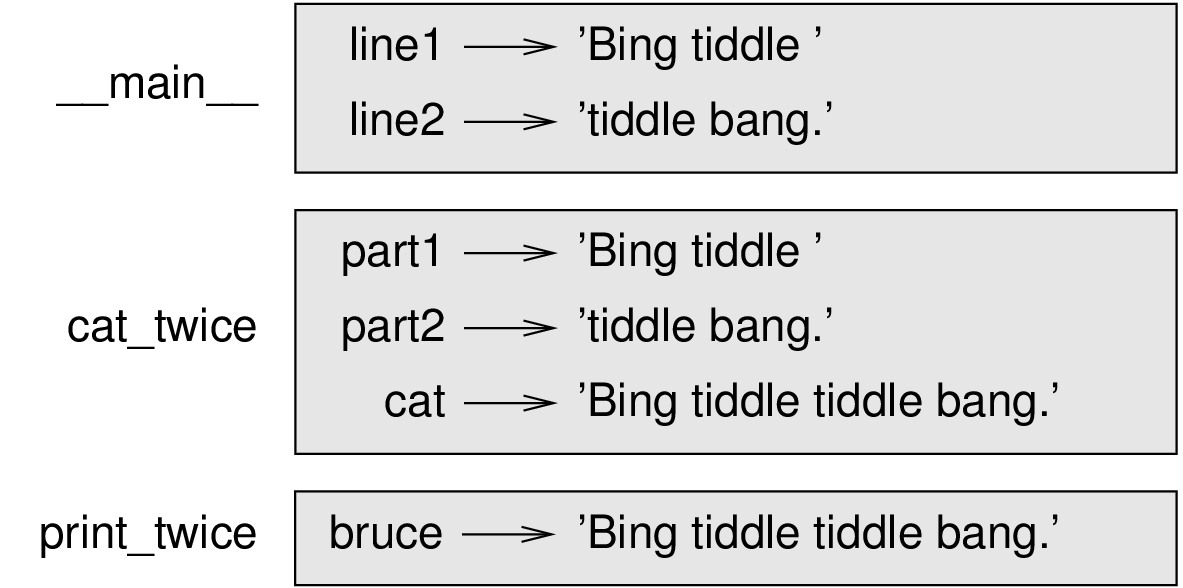 __main__
line1 ’Bing tiddle ’
line2 ’tiddle bang.’
cat_twice
part1 ’Bing tiddle ’
part2 ’tiddle bang.’
cat ’Bing tiddle tiddle bang.’
print_twice
bruce ’Bing tiddle tiddle bang.’